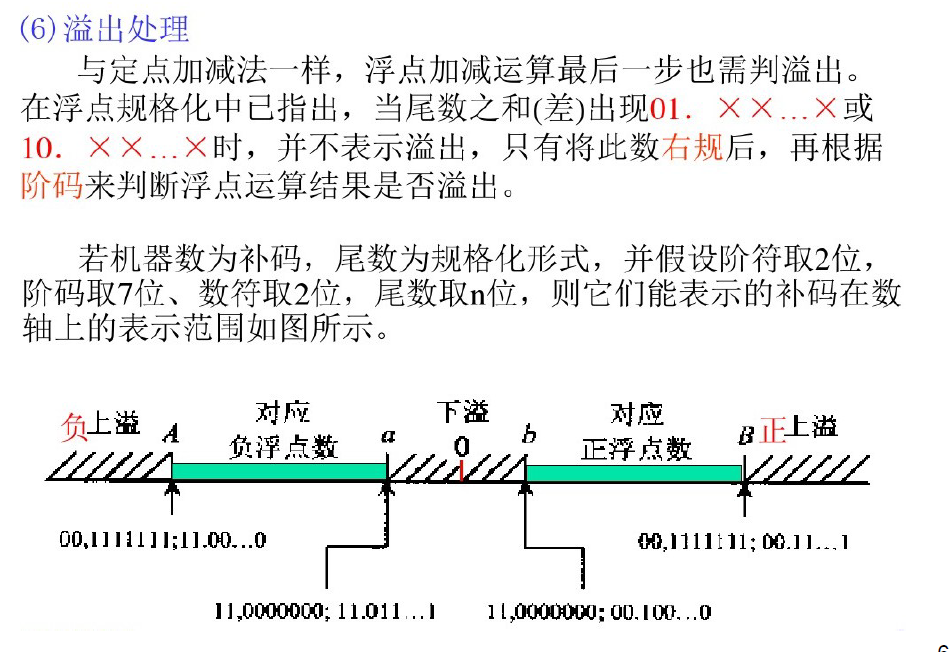 (6)溢出处理
与定点加减法一样，浮点加减运算最后一步也需判溢出。
在浮点规格化中已指出，当尾数之和(差)出现01．××…×或
10．××…×时，并不表示溢出，只有将此数右规后，再根据
阶码来判断浮点运算结果是否溢出。
若机器数为补码，尾数为规格化形式，并假设阶符取2位，
阶码取7位、数符取2位，尾数取n位，则它们能表示的补码在数
轴上的表示范围如图所示。
负上溢 A 对应 负浮点数 a 下溢 0 b 对应 正浮点数 B 正上溢
00,1111111;11.00…0
00,1111111;00.11…1
11,0000000;11.011…1
11,0000000;00.100…0
6